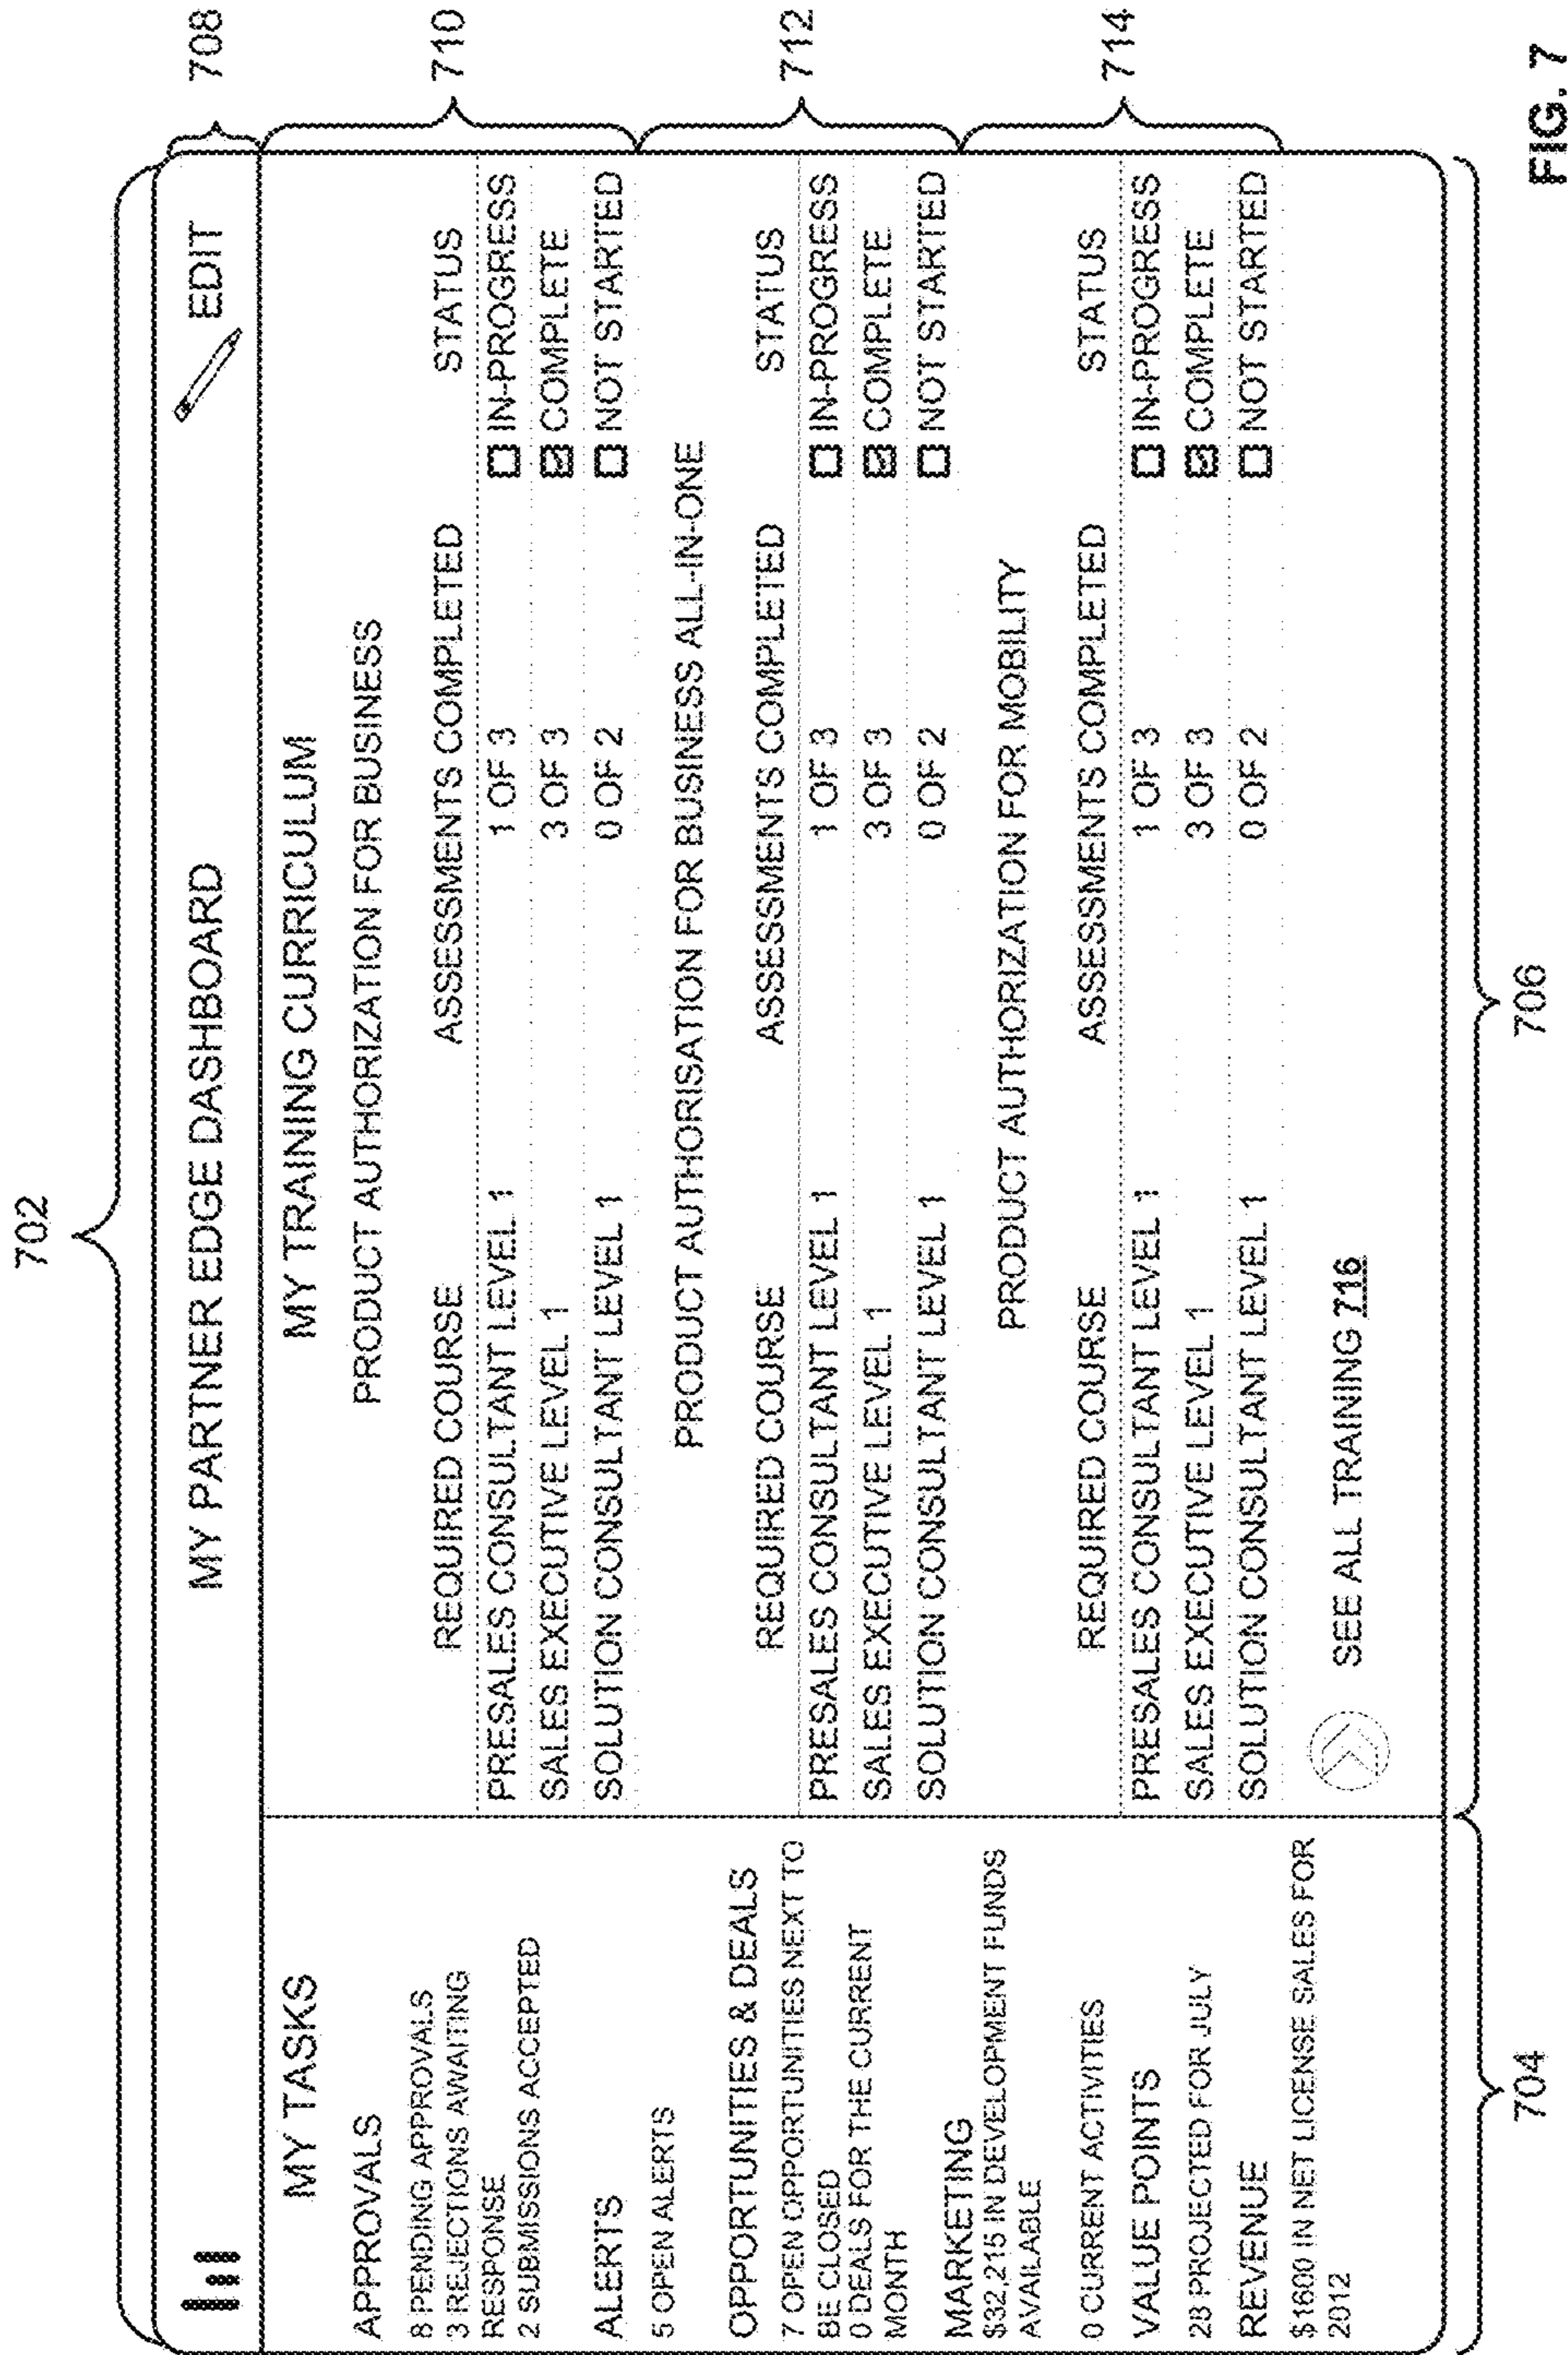 702
MY PARTNER EDGE DASHBOARD
EDIT
708
MY TASKS
APPROVALS
8 PENDING APPROVALS
3 REJECTIONS AWAITING
RESPONSE
2 SUBMISSIONS ACCEPTED
ALERTS
5 OPEN ALERTS
OPPORTUNITIES & DEALS
7 OPEN OPPORTUNITIES NEXT TO
BE CLOSED
0 DEALS FOR THE CURRENT
MONTH
MARKETING
$32,215 IN DEVELOPMENT FUNDS
AVAILABLE
0 CURRENT ACTIVITIES
VALUE POINTS
28 PROJECTED FOR JULY
REVENUE
$1600 IN NET LICENSE SALES FOR
2012
704
MY TRAINING CURRICULUM
PRODUCT AUTHORIZATION FOR BUSINESS
REQUIRED COURSE ASSESSMENTS COMPLETED STATUS
PRESALES CONSULTANT LEVEL 1 1 OF 3 IN-PROGRESS
SALES EXECUTIVE LEVEL 1 3 OF 3 COMPLETE
SOLUTION CONSULTANT LEVEL 1 0 OF 2 NOT STARTED
710
PRODUCT AUTHORISATION FOR BUSINESS ALL-IN-ONE
REQUIRED COURSE ASSESSMENTS COMPLETED STATUS
PRESALES CONSULTANT LEVEL 1 1 OF 3 IN-PROGRESS
SALES EXECUTIVE LEVEL 1 3 OF 3 COMPLETE
SOLUTION CONSULTANT LEVEL 1 0 OF 2 NOT STARTED
712
PRODUCT AUTHORIZATION FOR MOBILITY
REQUIRED COURSE ASSESSMENTS COMPLETED STATUS
PRESALES CONSULTANT LEVEL 1 1 OF 3 IN-PROGRESS
SALES EXECUTIVE LEVEL 1 3 OF 3 COMPLETE
SOLUTION CONSULTANT LEVEL 1 0 OF 2 NOT STARTED
714
SEE ALL TRAINING 716
706
FIG. 7